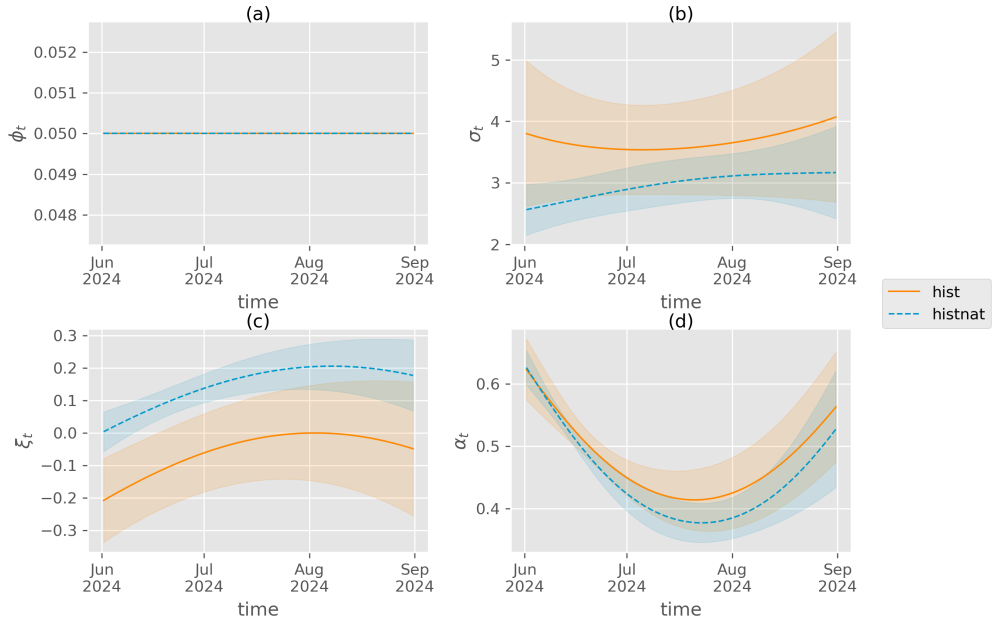 (a)
0.052
0.051
0.050
0.049
0.048
ϕt
Jun
2024
Jul
2024
Aug
2024
Sep
2024
time
(b)
5
4
3
2
σt
Jun
2024
Jul
2024
Aug
2024
Sep
2024
time
hist
histnat
(c)
0.3
0.2
0.1
0.0
−0.1
−0.2
−0.3
ξt
Jun
2024
Jul
2024
Aug
2024
Sep
2024
time
(d)
0.6
0.5
0.4
αt
Jun
2024
Jul
2024
Aug
2024
Sep
2024
time